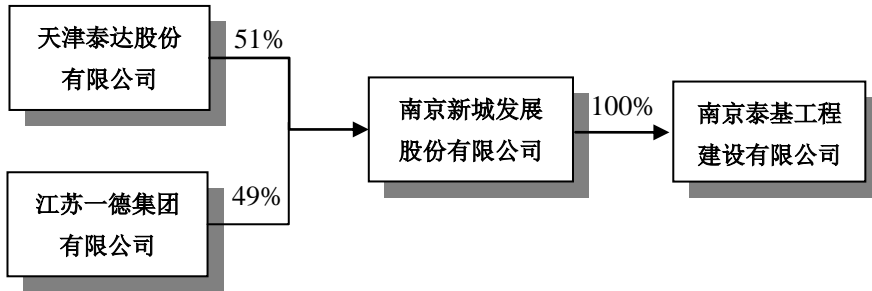 天津泰达股份
有限公司
51%
江苏一德集团
有限公司
49%
南京新城发展
股份有限公司
100%
南京泰基工程
建设有限公司